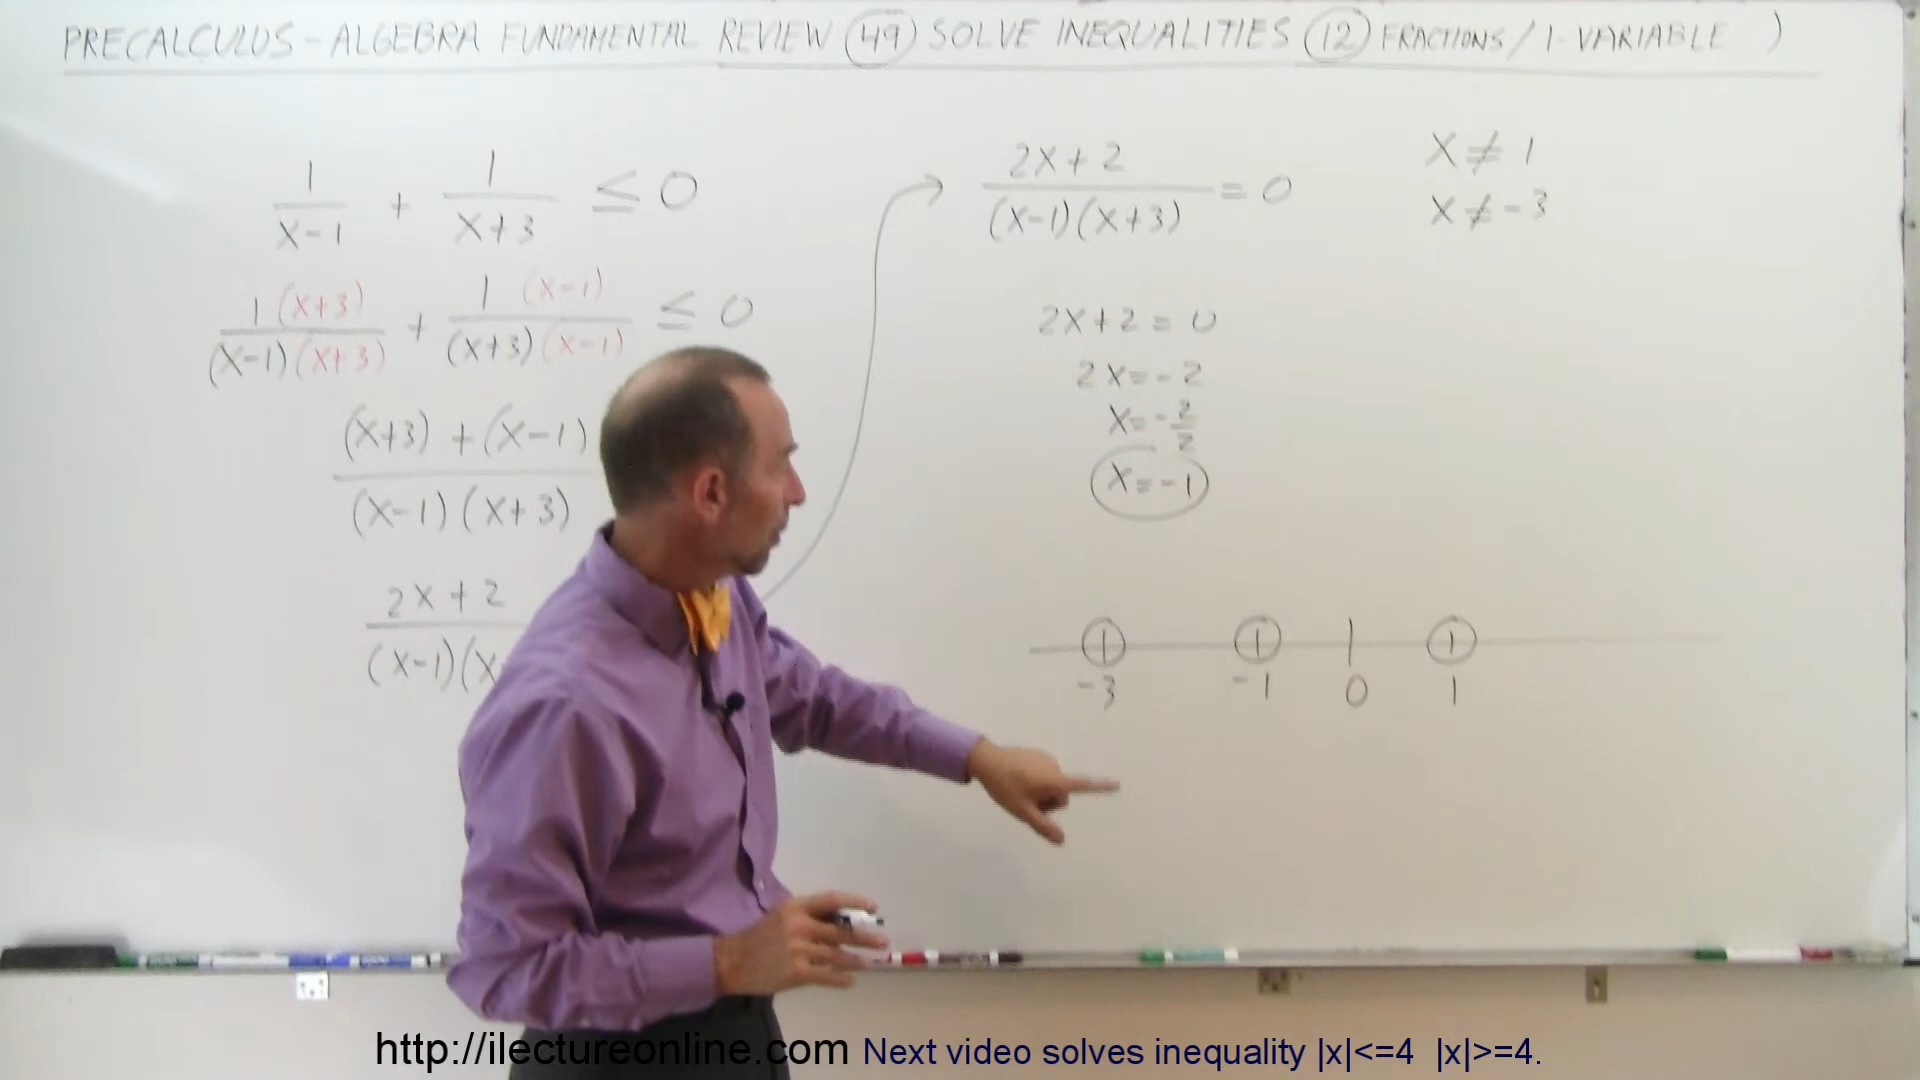 PRECALCULUS - ALGEBRA FUNDAMENTAL REVIEW (49) SOLVE INEQUALITIES (12) FRACTIONS / 1-VARIABLE )
1/(x-1) + 1/(x+3) ≤ 0
1(x+3)/(x-1)(x+3) + 1(x-1)/(x+3)(x-1) ≤ 0
(x+3) + (x-1)
(x-1)(x+3)
2x+2
(x-1)(x
(2x+2)/(x-1)(x+3) = 0
x ≠ 1
x ≠ -3
2x+2 = 0
2x = -2
x = -2/2
x = -1
-3 -1 0 1
http://ilectureonline.com Next video solves inequality |x|<=4 |x|>=4.